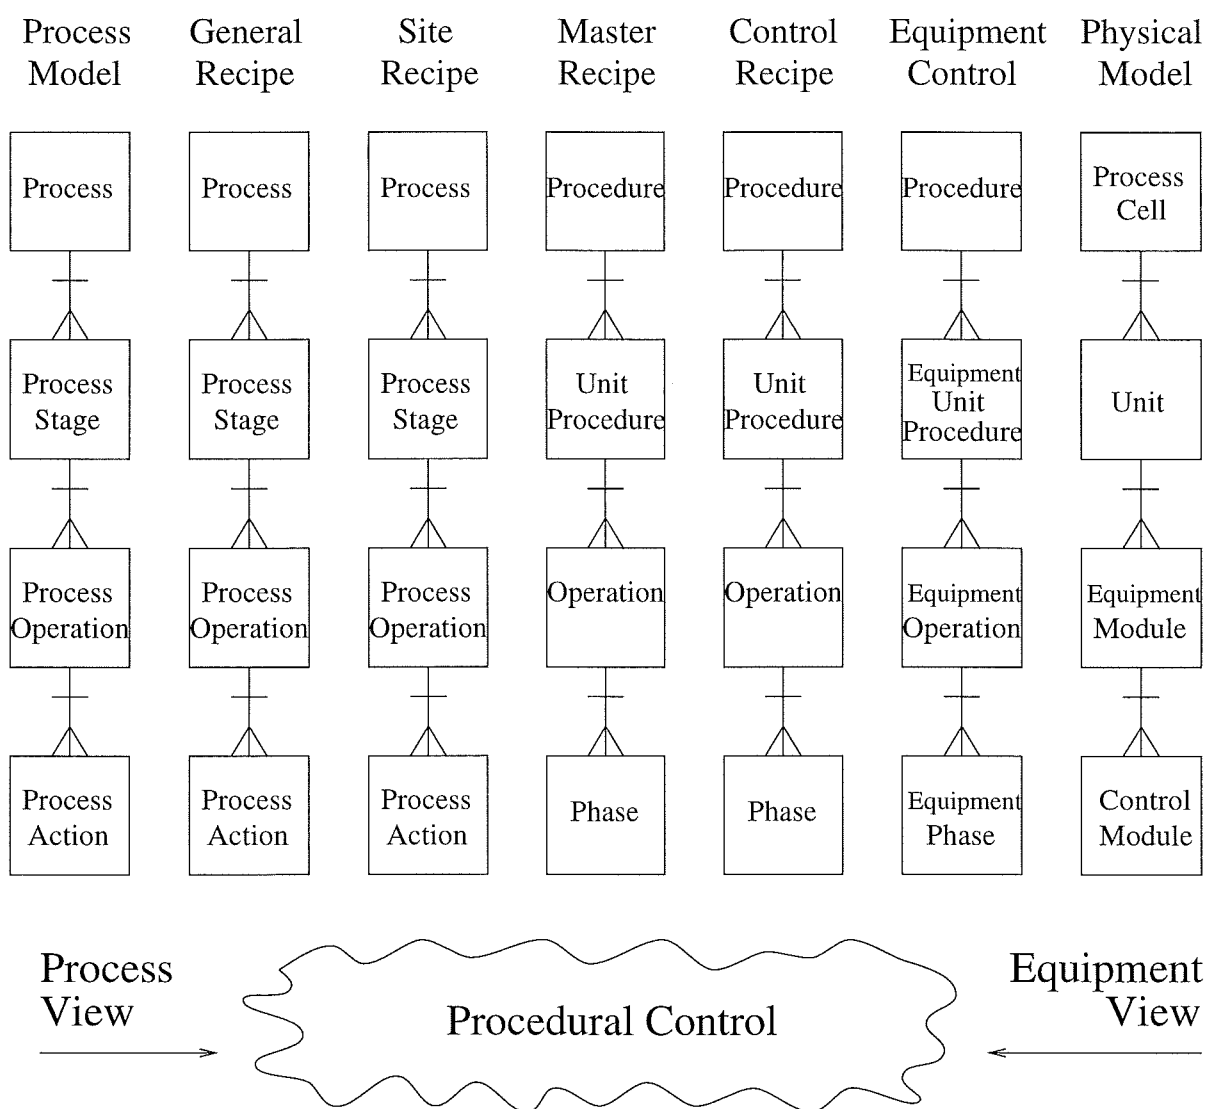 Process Model
General Recipe
Site Recipe
Master Recipe
Control Recipe
Equipment Control
Physical Model
Process
Process
Process
Procedure
Procedure
Procedure
Process
Cell
Process
Stage
Process
Stage
Process
Stage
Unit
Procedure
Unit
Procedure
Equipment
Unit
Procedure
Unit
Process
Operation
Process
Operation
Process
Operation
Operation
Operation
Equipment
Operation
Equipment
Module
Process
Action
Process
Action
Process
Action
Phase
Phase
Equipment
Phase
Control
Module
Process
View
Procedural Control
Equipment
View